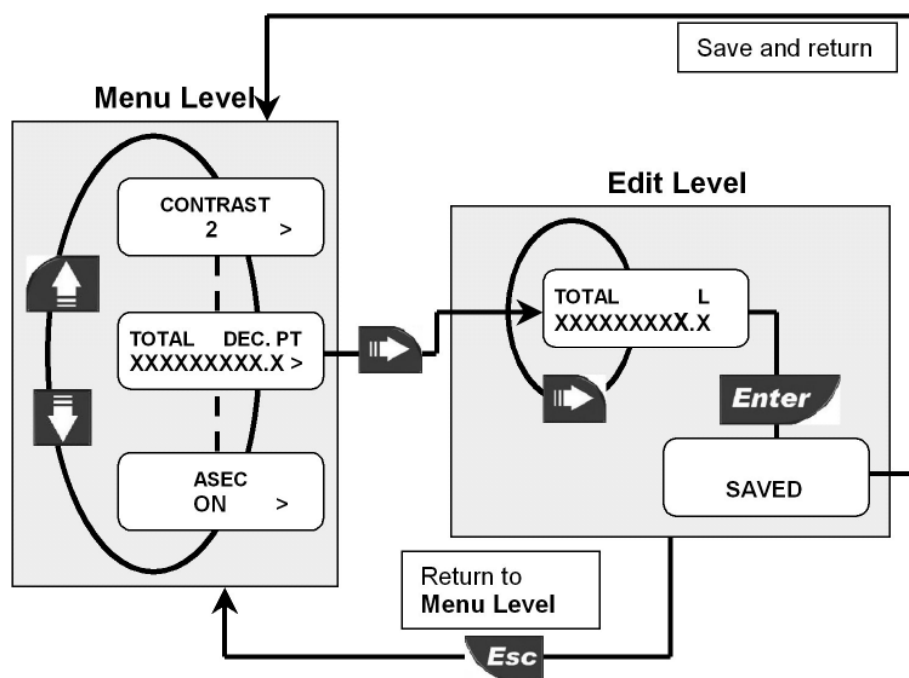 Save and return
Menu Level
CONTRAST
2 >
TOTAL DEC. PT
XXXXXXXXX.X >
ASEC
ON >
Edit Level
TOTAL L
XXXXXXXXX.X
Enter
SAVED
Return to
Menu Level
Esc